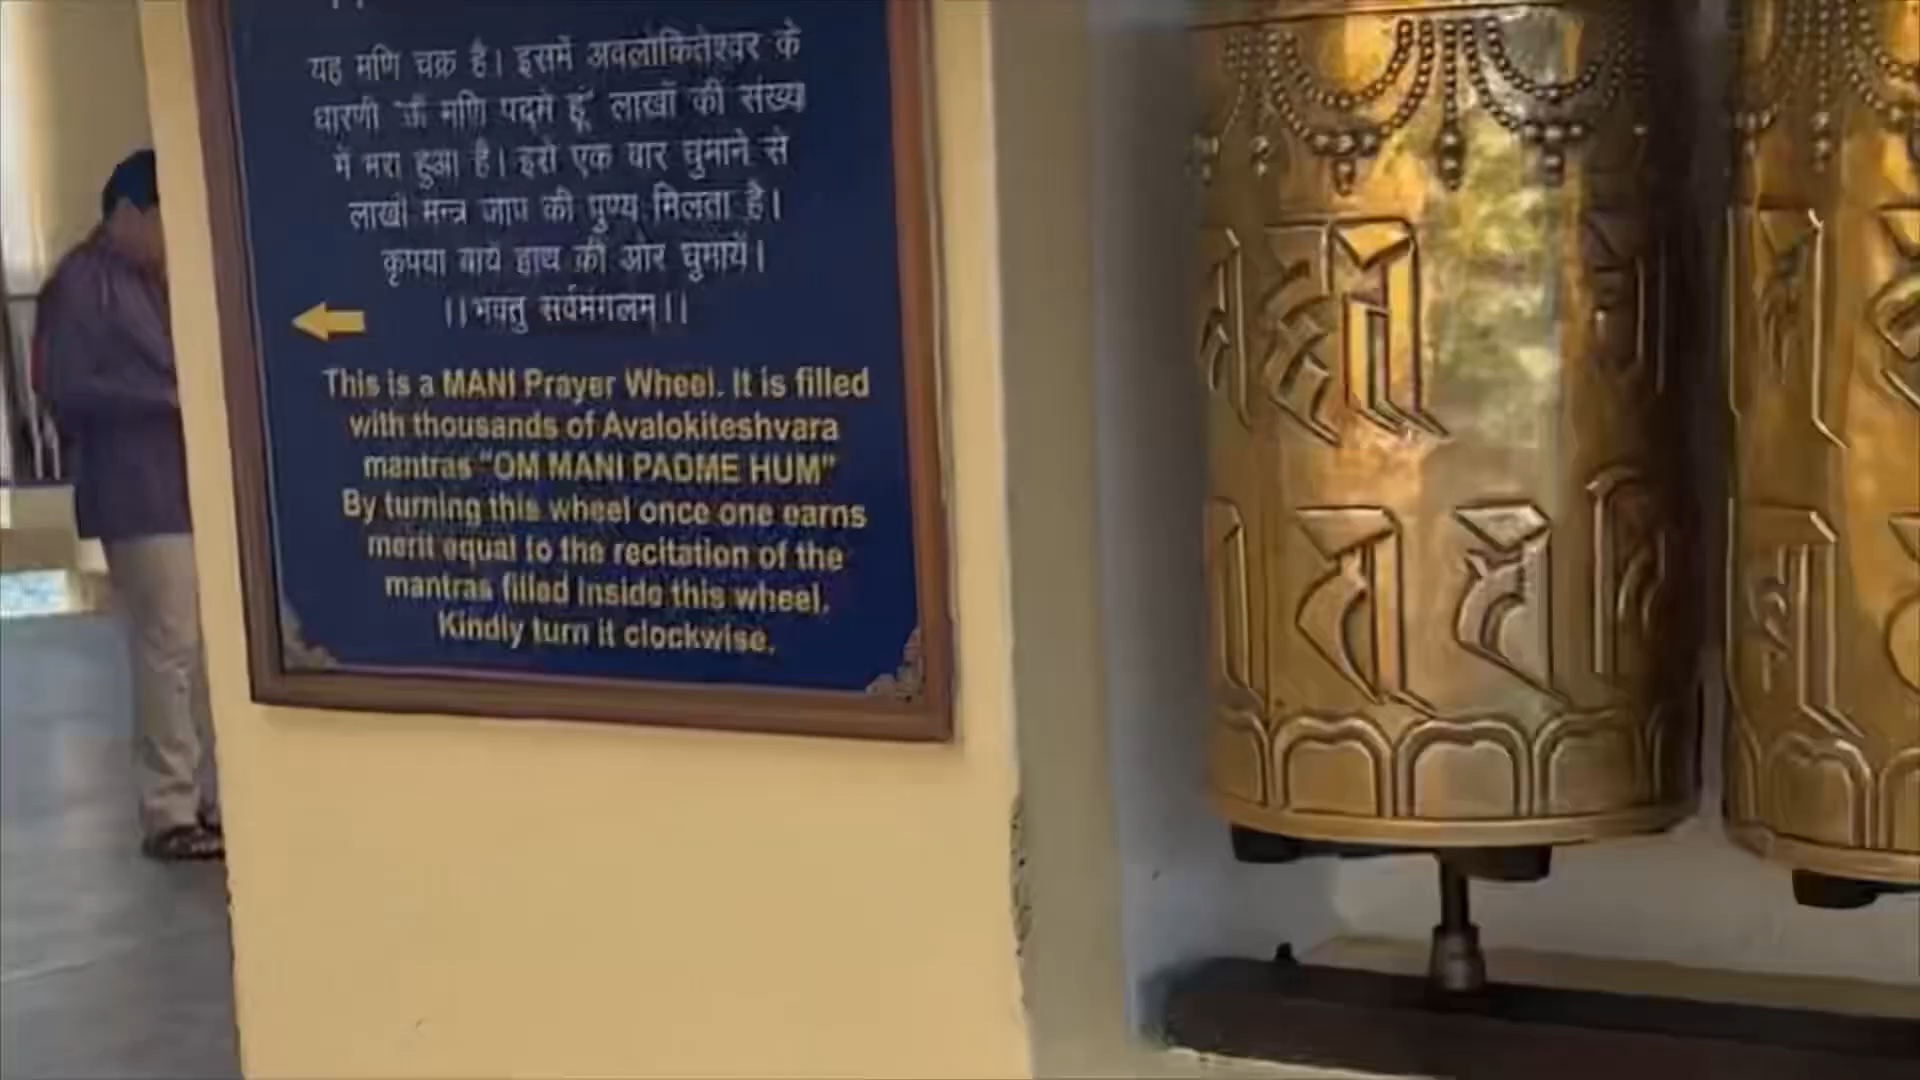 यह मणि चक्र है। इसमें अवलोकितेश्वर के
धारणी ॐ मणि पद्मे हूँ लाखों की संख्य
में भरा हुआ है। इसे एक बार घुमाने से
लाखों मन्त्र जाप की पुण्य मिलता है।
कृपया बायें हाथ की ओर घुमायें।
।।भवतु सर्वमंगलम्।।
This is a MANI Prayer Wheel. It is filled
with thousands of Avalokiteshvara
mantras "OM MANI PADME HUM"
By turning this wheel once one earns
merit equal to the recitation of the
mantras filled inside this wheel.
Kindly turn it clockwise.